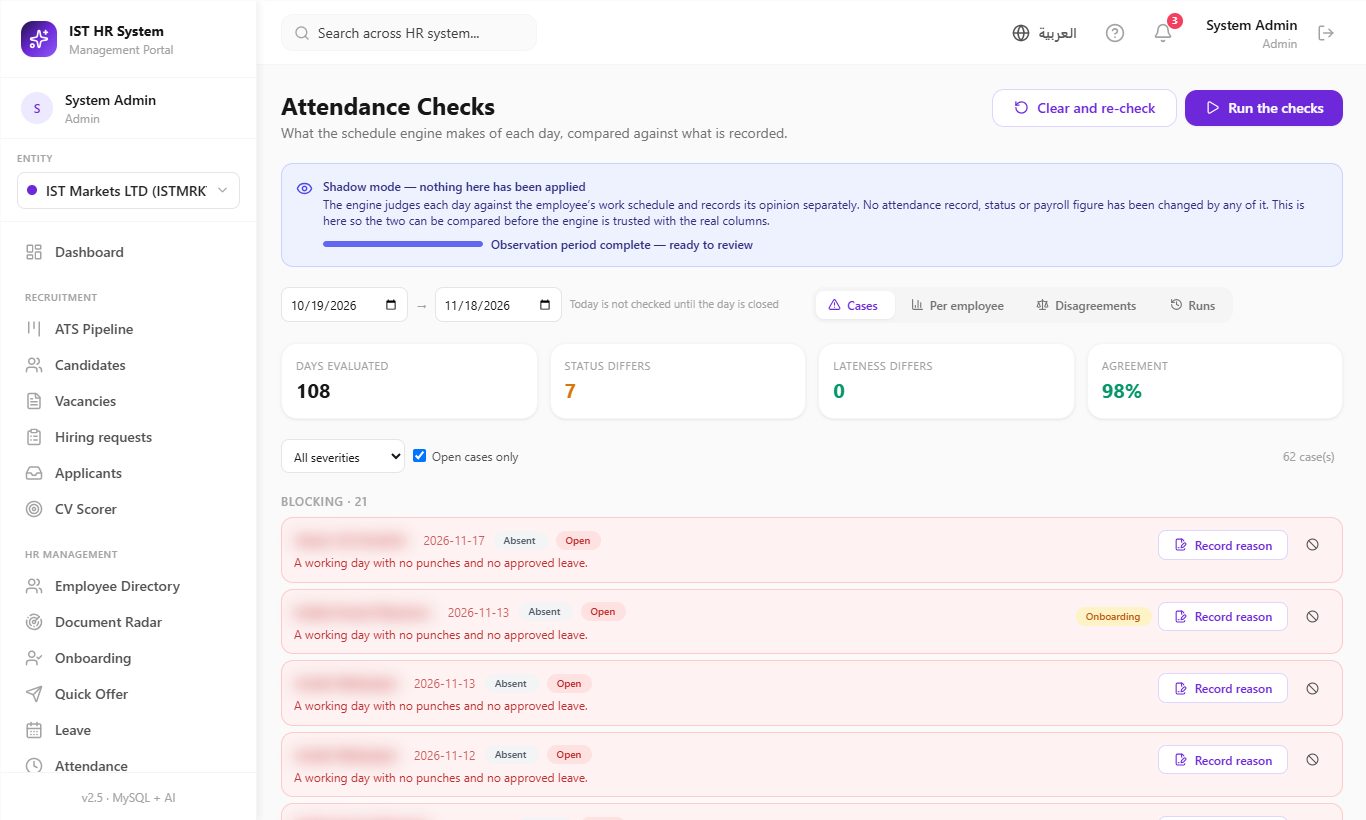 IST HR System
Management Portal
S
System Admin
Admin
ENTITY
IST Markets LTD (ISTMRK
Dashboard
RECRUITMENT
ATS Pipeline
Candidates
Vacancies
Hiring requests
Applicants
CV Scorer
HR MANAGEMENT
Employee Directory
Document Radar
Onboarding
Quick Offer
Leave
Attendance
v2.5 · MySQL + AI
Search across HR system...
العربية
3
System Admin
Admin
Attendance Checks
What the schedule engine makes of each day, compared against what is recorded.
Clear and re-check
Run the checks
Shadow mode — nothing here has been applied
The engine judges each day against the employee’s work schedule and records its opinion separately. No attendance record, status or payroll figure has been changed by any of it. This is
here so the two can be compared before the engine is trusted with the real columns.
Observation period complete — ready to review
10/19/2026 → 11/18/2026 Today is not checked until the day is closed
Cases Per employee Disagreements Runs
DAYS EVALUATED
108
STATUS DIFFERS
7
LATENESS DIFFERS
0
AGREEMENT
98%
All severities Open cases only 62 case(s)
BLOCKING · 21
2026-11-17 Absent Open Record reason
A working day with no punches and no approved leave.
2026-11-13 Absent Open Onboarding Record reason
A working day with no punches and no approved leave.
2026-11-13 Absent Open Record reason
A working day with no punches and no approved leave.
2026-11-12 Absent Open Record reason
A working day with no punches and no approved leave.